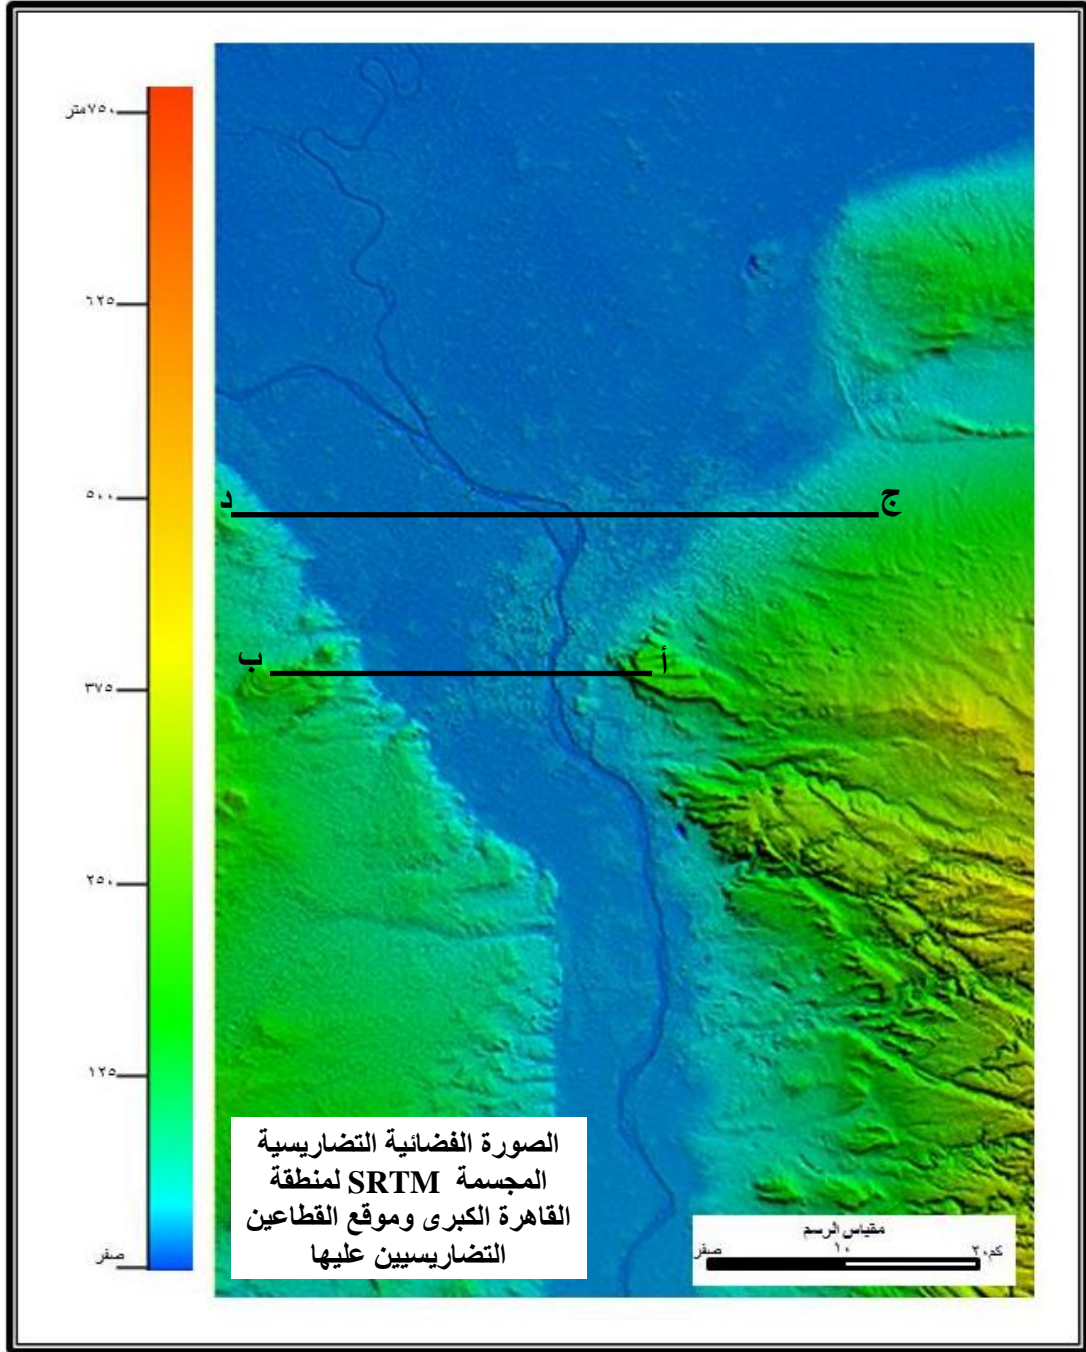 ٧٥٠متر
٦٢٥
٥٠٠
٣٧٥
٢٥٠
١٢٥
صفر
ج
د
أ
ب
الصورة الفضائية التضاريسية
المجسمة SRTM لمنطقة
القاهرة الكبرى وموقع القطاعين
التضاريسيين عليها
مقياس الرسم
صفر ١٠ ٢٠كم